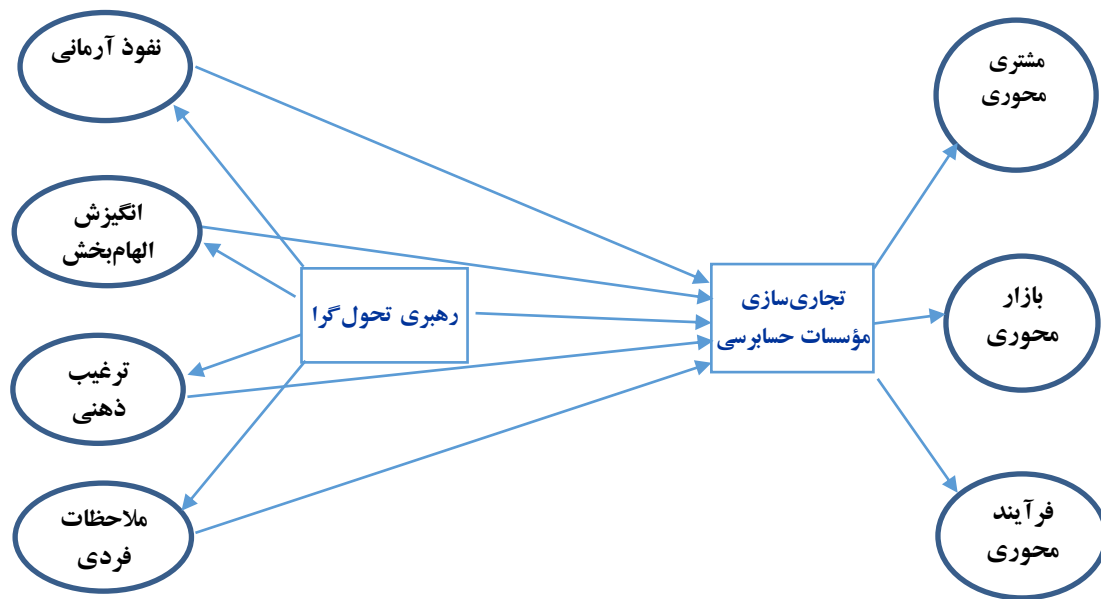 نفوذ آرمانی
انگیزش
الهام‌بخش
ترغیب
ذهنی
ملاحظات
فردی
رهبری تحول‌گرا
تجاری‌سازی
مؤسسات حسابرسی
مشتری
محوری
بازار
محوری
فرآیند
محوری